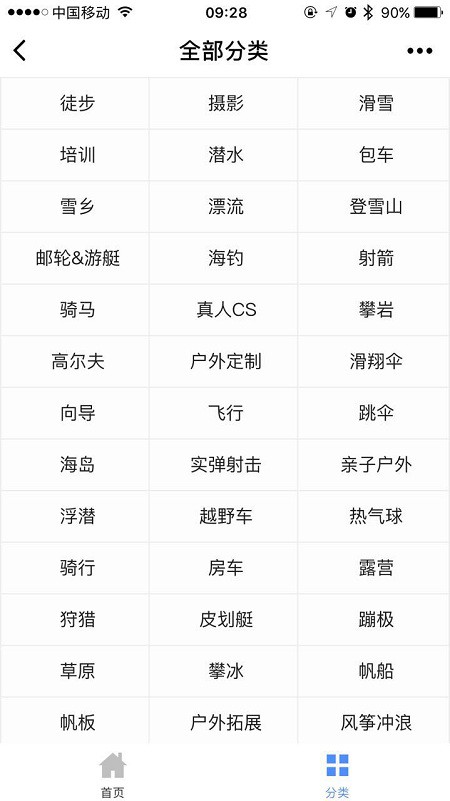 中国移动 09:28 90%
全部分类
徒步 摄影 滑雪
培训 潜水 包车
雪乡 漂流 登雪山
邮轮&游艇 海钓 射箭
骑马 真人CS 攀岩
高尔夫 户外定制 滑翔伞
向导 飞行 跳伞
海岛 实弹射击 亲子户外
浮潜 越野车 热气球
骑行 房车 露营
狩猎 皮划艇 蹦极
草原 攀冰 帆船
帆板 户外拓展 风筝冲浪
首页 分类